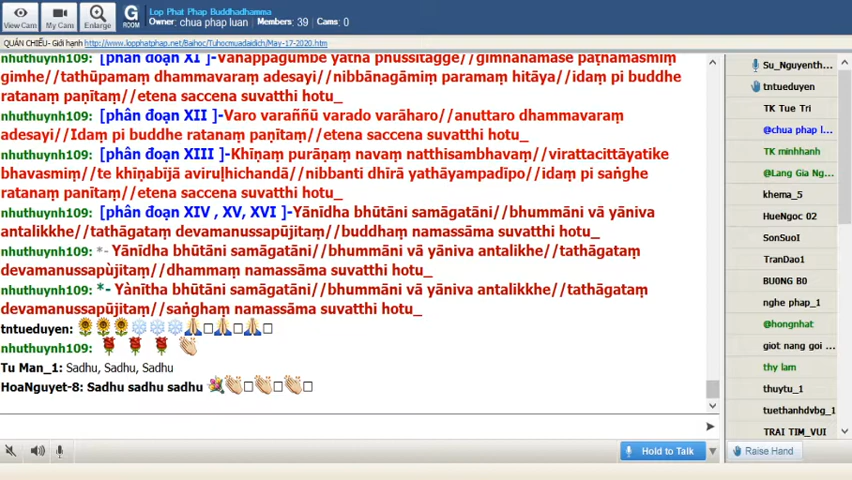 Lop Phat Phap Buddhadhamma
Owner: chua phap luan Members: 39 Cams: 0
View Cam My Cam Enlarge G ROOM
QUÁN CHIẾU- Giới hạnh http://www.lopphatphap.net/Baihoc/Tuhocmuadaidich/May-17-2020.htm
nhuthuynh109: [phân đoạn XI ]-Vanappagumbe yathā phussitagge//gimhānamāse paṭhamasmiṃ
gimhe//tathūpamaṃ dhammavaraṃ adesayi//nibbānagāmiṃ paramaṃ hitāya//idaṃ pi buddhe
ratanaṃ paṇītaṃ//etena saccena suvatthi hotu_
nhuthuynh109: [phân đoạn XII ]-Varo varaññū varado varāharo//anuttaro dhammavaraṃ
adesayi//Idaṃ pi buddhe ratanaṃ paṇītaṃ//etena saccena suvatthi hotu_
nhuthuynh109: [phân đoạn XIII ]-Khīṇaṃ purāṇaṃ navaṃ natthisambhavaṃ//virattacittāyatike
bhavasmiṃ//te khīṇabījā aviruḷhichandā//nibbanti dhīrā yathāyampadīpo//idaṃ pi saṅghe
ratanaṃ paṇītaṃ//etena saccena suvatthi hotu_
nhuthuynh109: [phân đoạn XIV , XV, XVI ]-Yānīdha bhūtāni samāgatāni//bhummāni vā yāniva
antalikkhe//tathāgataṃ devamanussapūjitaṃ//buddhaṃ namassāma suvatthi hotu_
nhuthuynh109: *- Yānīdha bhūtāni samāgatāni//bhummāni vā yāniva antalikhe//tathāgataṃ
devamanussapùjitaṃ//dhammaṃ namassāma suvatthi hotu_
nhuthuynh109: *- Yànītha bhūtāni samāgatāni//bhummāni vā yāniva antalikhe//tathāgataṃ
devamanussapūjitaṃ//saṅghaṃ namassāma suvatthi hotu_
tntueduyen:
nhuthuynh109:
Tu Man_1: Sadhu, Sadhu, Sadhu
HoaNguyet-8: Sadhu sadhu sadhu
Hold to Talk
Su_Nguyenth...
tntueduyen
TK Tue Tri
@chua phap l...
TK minhhanh
@Lang Gia Ng...
khema_5
HueNgoc 02
SonSuoI
TranDao1
BU0NG B0
nghe phap_1
@hongnhat
giot nang goi ...
thy lam
thuytu_1
tuethanhdvbg_1
TRAI TIM_VUI
Raise Hand